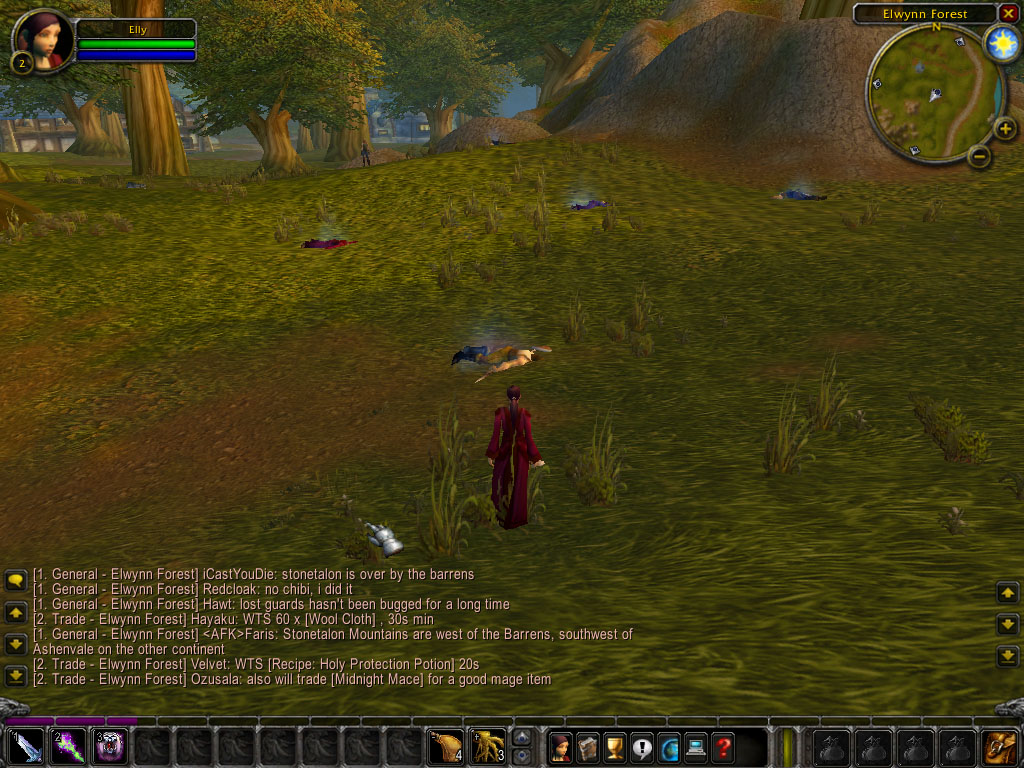 Elly
2
Elwynn Forest
N
[1. General - Elwynn Forest] iCastYouDie: stonetalon is over by the barrens
[1. General - Elwynn Forest] Redcloak: no chibi, i did it
[1. General - Elwynn Forest] Hawt: lost guards hasn't been bugged for a long time
[2. Trade - Elwynn Forest] Hayaku: WTS 60 x [Wool Cloth] , 30s min
[1. General - Elwynn Forest] <AFK>Faris: Stonetalon Mountains are west of the Barrens, southwest of
Ashenvale on the other continent
[2. Trade - Elwynn Forest] Velvet: WTS [Recipe: Holy Protection Potion] 20s
[2. Trade - Elwynn Forest] Ozusala: also will trade [Midnight Mace] for a good mage item
1 2 3 4 3